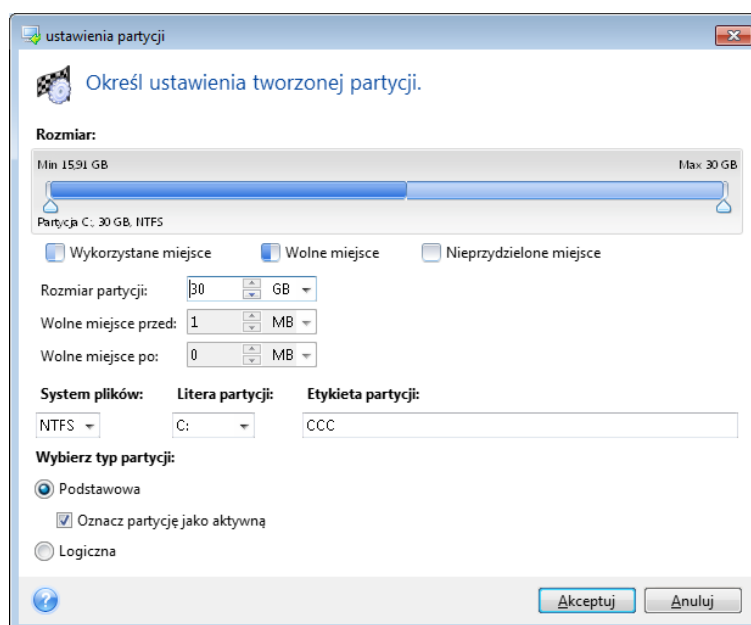 ustawienia partycji
Określ ustawienia tworzonej partycji.
Rozmiar:
Min 15,91 GB Max 30 GB
Partycja C:, 30 GB, NTFS
Wykorzystane miejsce Wolne miejsce Nieprzydzielone miejsce
Rozmiar partycji: 30 GB
Wolne miejsce przed: 1 MB
Wolne miejsce po: 0 MB
System plików: Litera partycji: Etykieta partycji:
NTFS C: CCC
Wybierz typ partycji:
Podstawowa
Oznacz partycję jako aktywną
Logiczna
? Akceptuj Anuluj